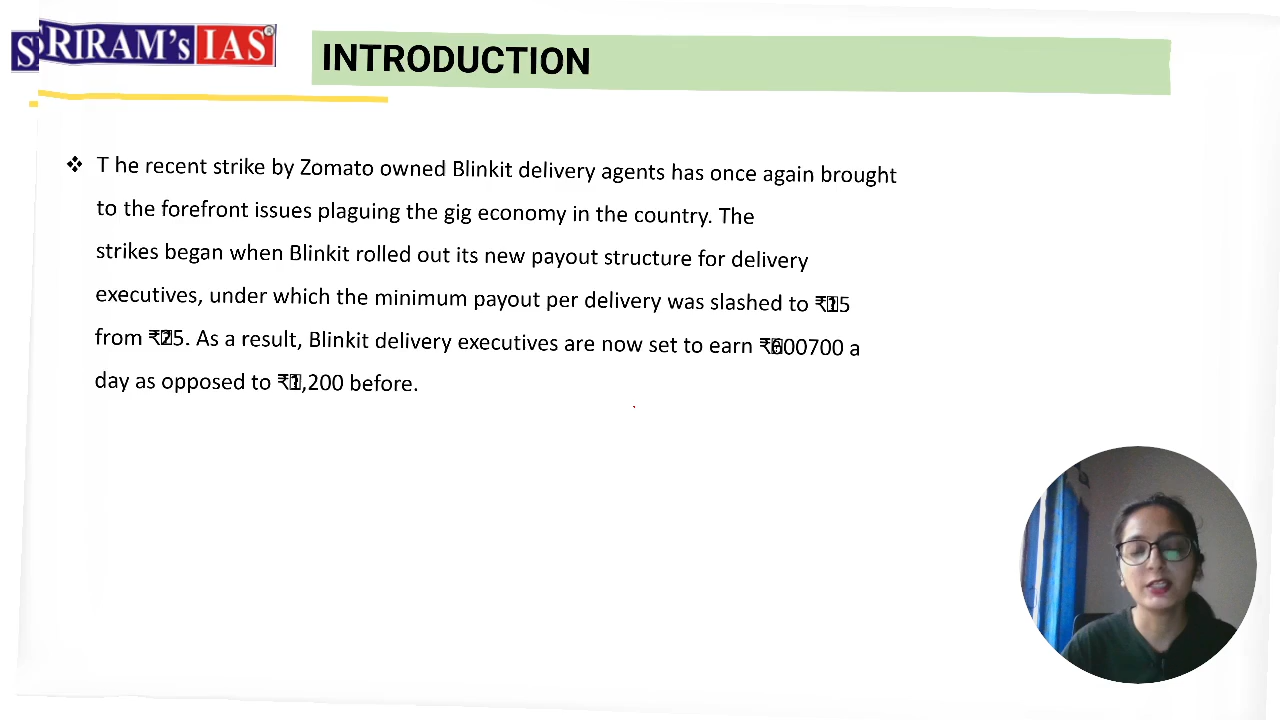 SRIRAM's IAS®
INTRODUCTION
❖ T he recent strike by Zomato owned Blinkit delivery agents has once again brought
to the forefront issues plaguing the gig economy in the country. The
strikes began when Blinkit rolled out its new payout structure for delivery
executives, under which the minimum payout per delivery was slashed to ₹15
from ₹25. As a result, Blinkit delivery executives are now set to earn ₹600700 a
day as opposed to ₹1,200 before.